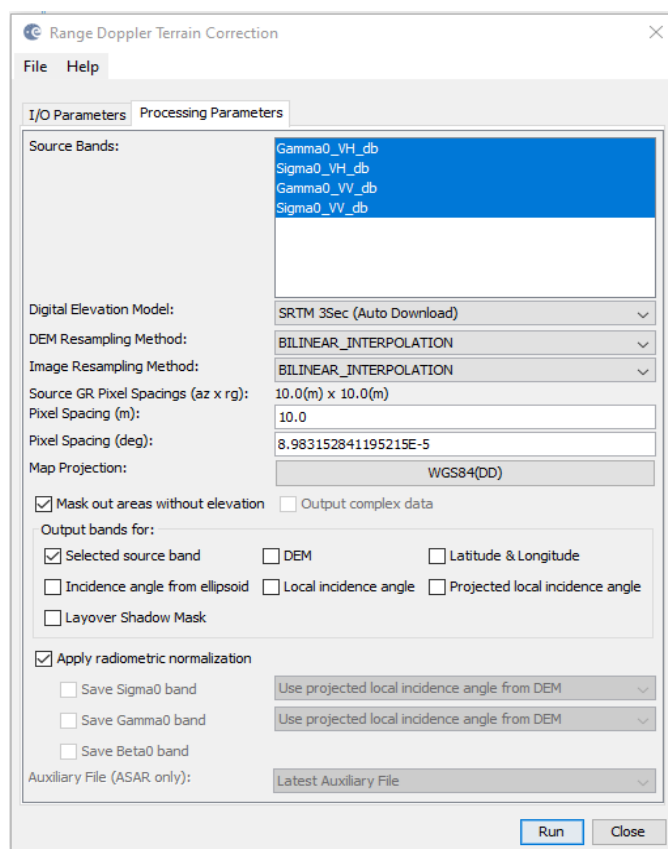 Range Doppler Terrain Correction
File Help
I/O Parameters Processing Parameters
Source Bands: Gamma0_VH_db
Sigma0_VH_db
Gamma0_VV_db
Sigma0_VV_db
Digital Elevation Model: SRTM 3Sec (Auto Download)
DEM Resampling Method: BILINEAR_INTERPOLATION
Image Resampling Method: BILINEAR_INTERPOLATION
Source GR Pixel Spacings (az x rg): 10.0(m) x 10.0(m)
Pixel Spacing (m): 10.0
Pixel Spacing (deg): 8.983152841195215E-5
Map Projection: WGS84(DD)
Mask out areas without elevation Output complex data
Output bands for:
Selected source band DEM Latitude & Longitude
Incidence angle from ellipsoid Local incidence angle Projected local incidence angle
Layover Shadow Mask
Apply radiometric normalization
Save Sigma0 band Use projected local incidence angle from DEM
Save Gamma0 band Use projected local incidence angle from DEM
Save Beta0 band
Auxiliary File (ASAR only): Latest Auxiliary File
Run Close